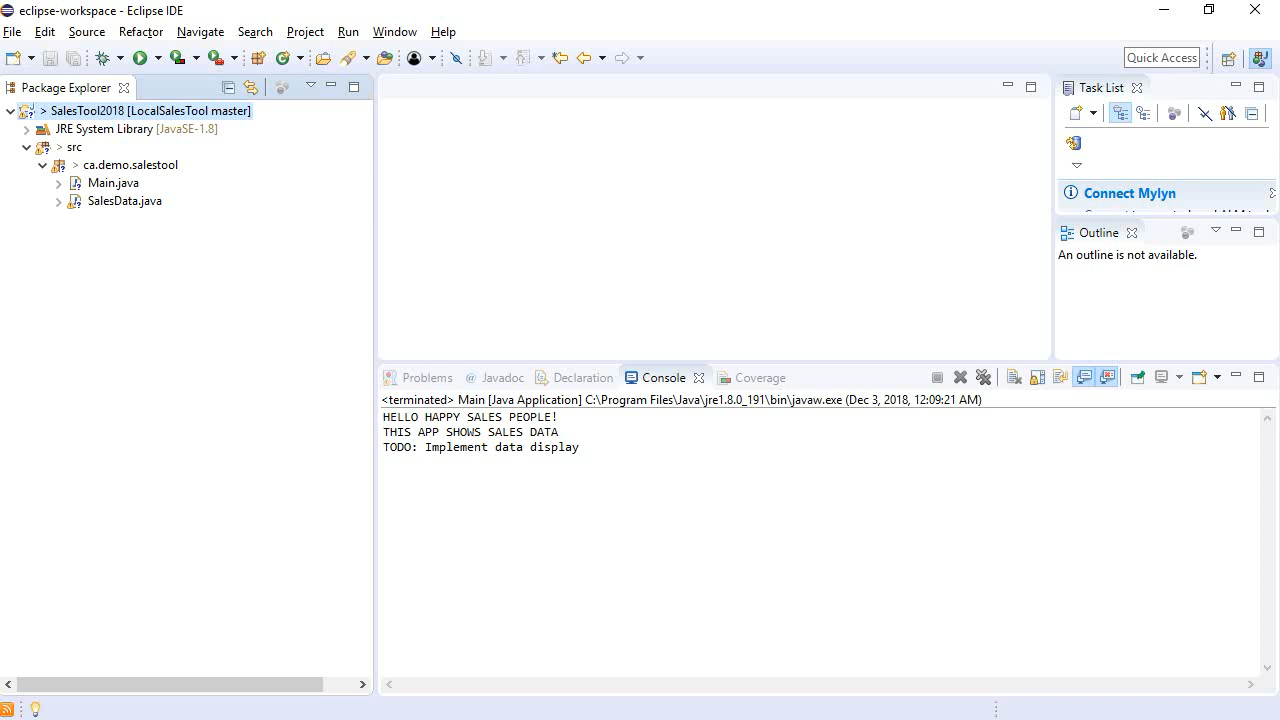 eclipse-workspace - Eclipse IDE
File Edit Source Refactor Navigate Search Project Run Window Help
Quick Access
Package Explorer
> SalesTool2018 [LocalSalesTool master]
JRE System Library [JavaSE-1.8]
> src
> ca.demo.salestool
Main.java
SalesData.java
Task List
Connect Mylyn
Outline
An outline is not available.
Problems @ Javadoc Declaration Console Coverage
<terminated> Main [Java Application] C:\Program Files\Java\jre1.8.0_191\bin\javaw.exe (Dec 3, 2018, 12:09:21 AM)
HELLO HAPPY SALES PEOPLE!
THIS APP SHOWS SALES DATA
TODO: Implement data display